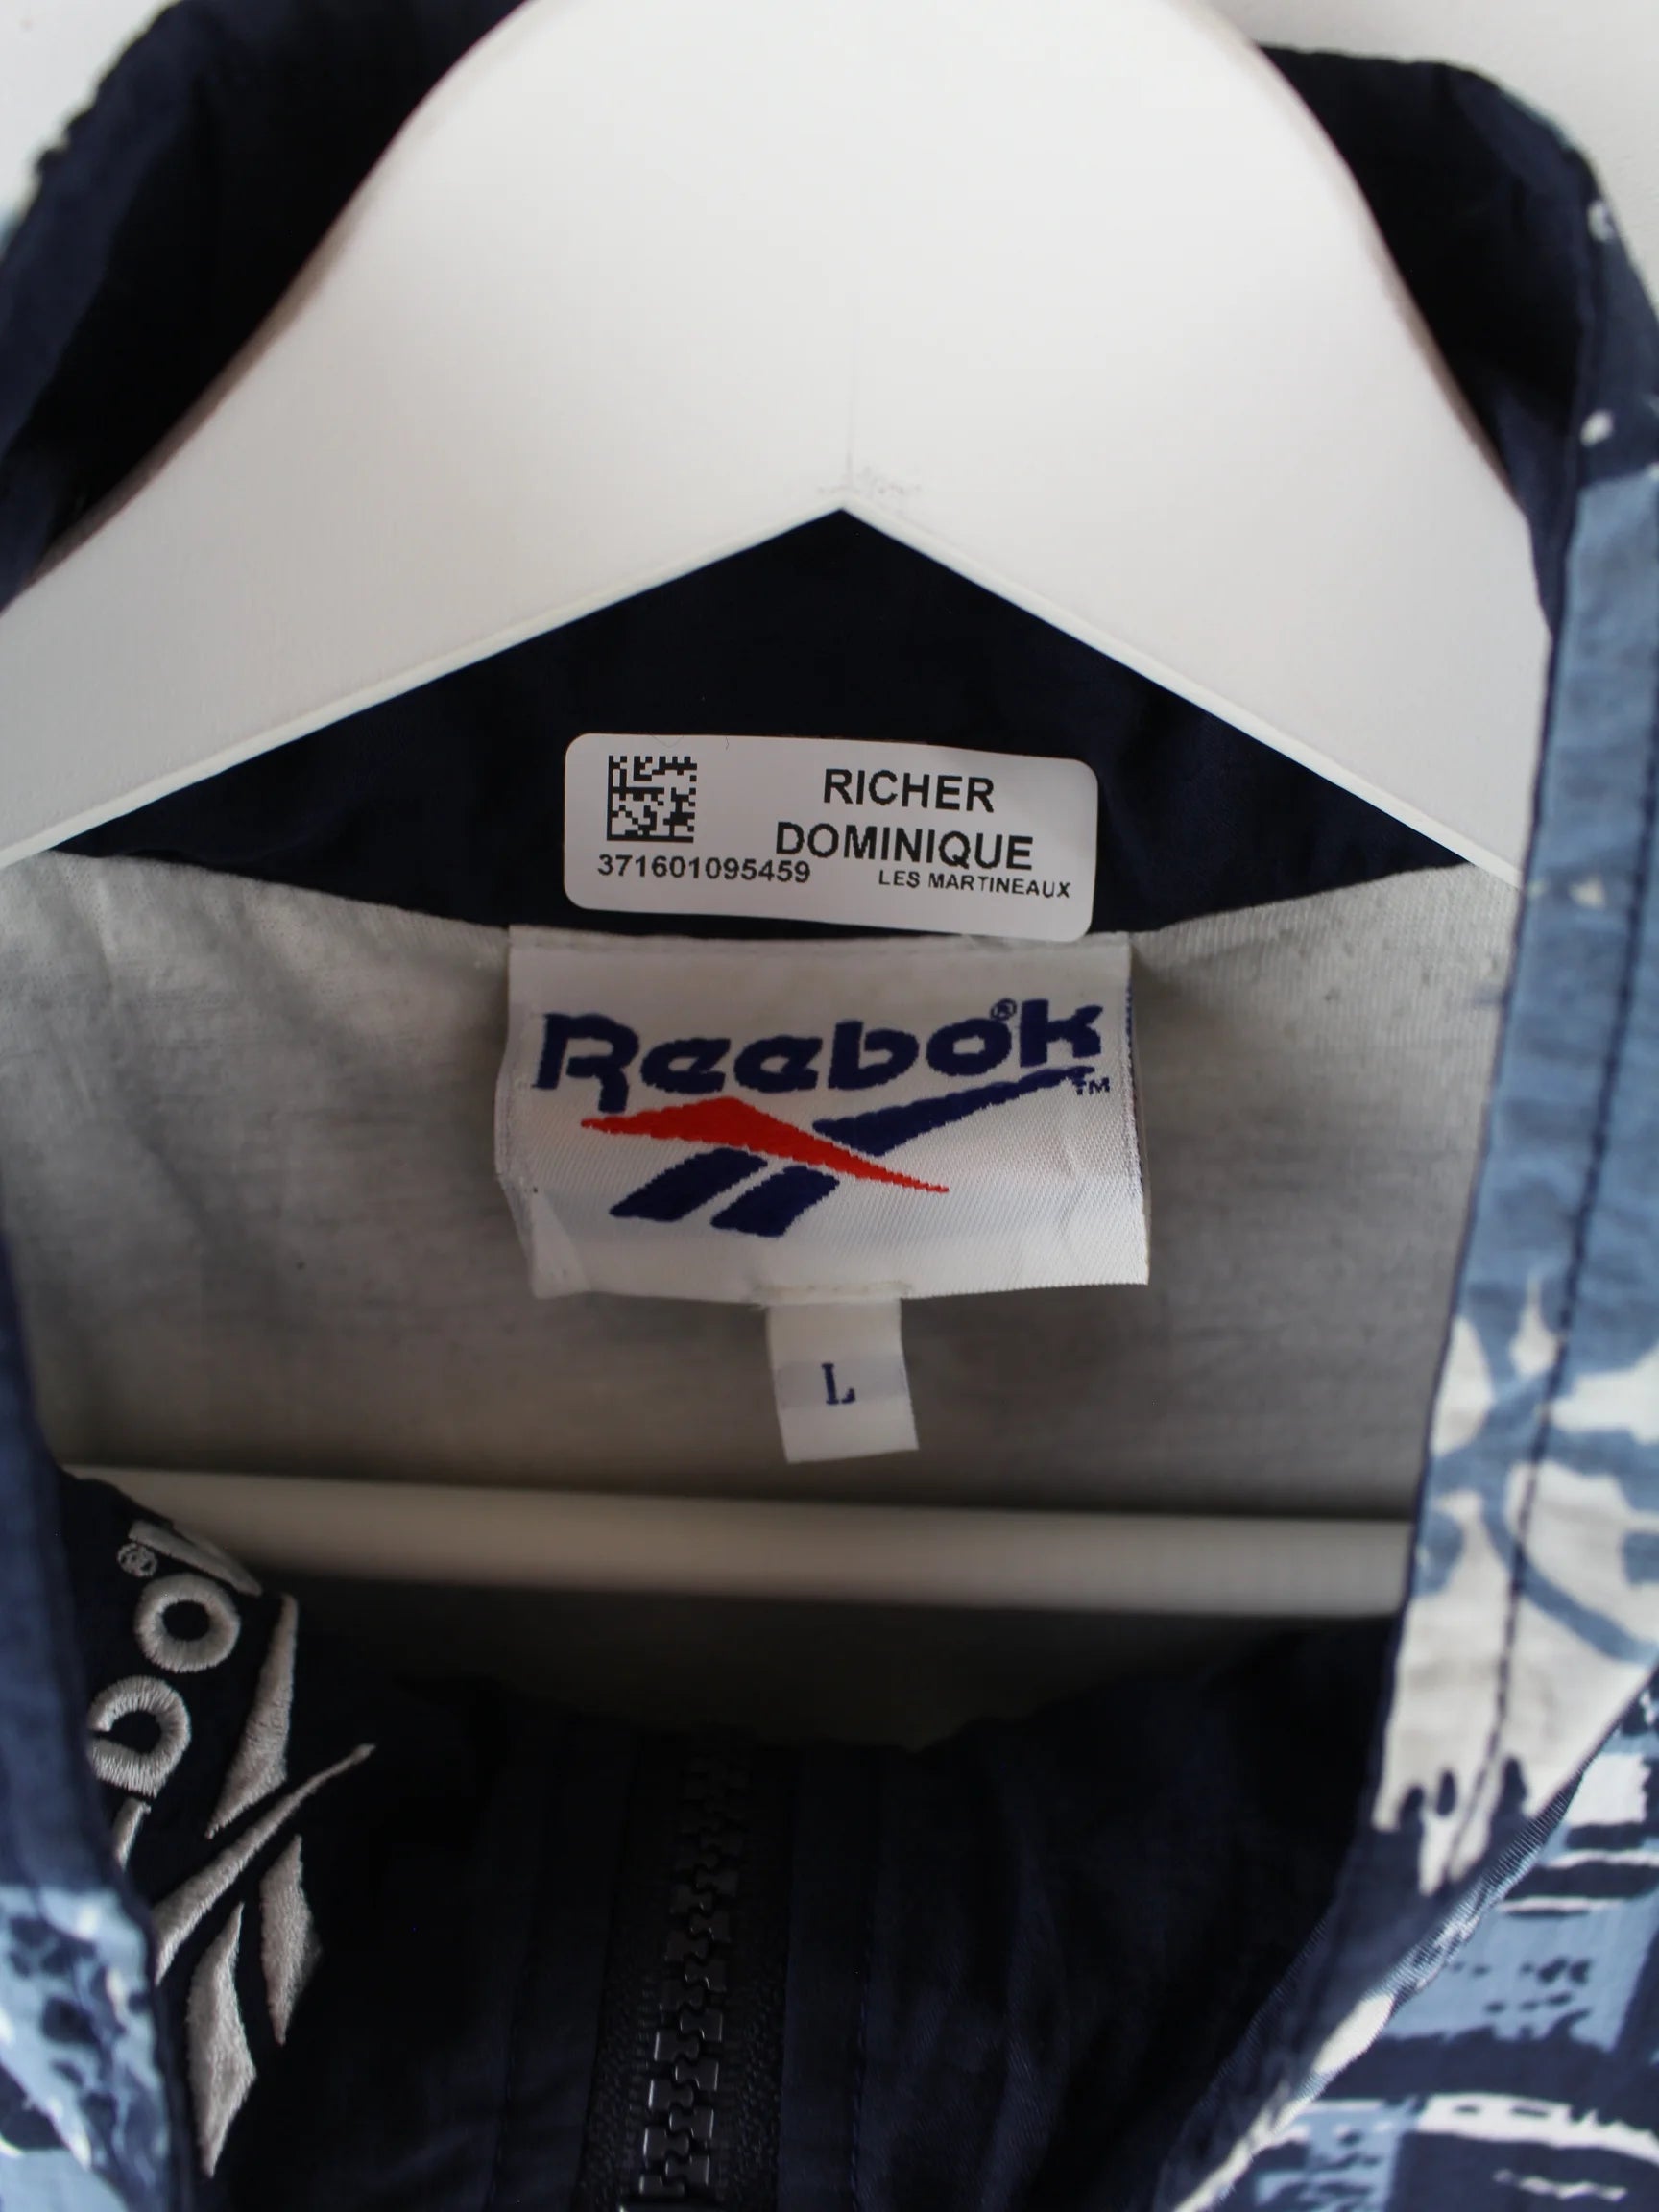 RICHER
DOMINIQUE
371601095459
LES MARTINEAUX
Reebok®
TM
L
®